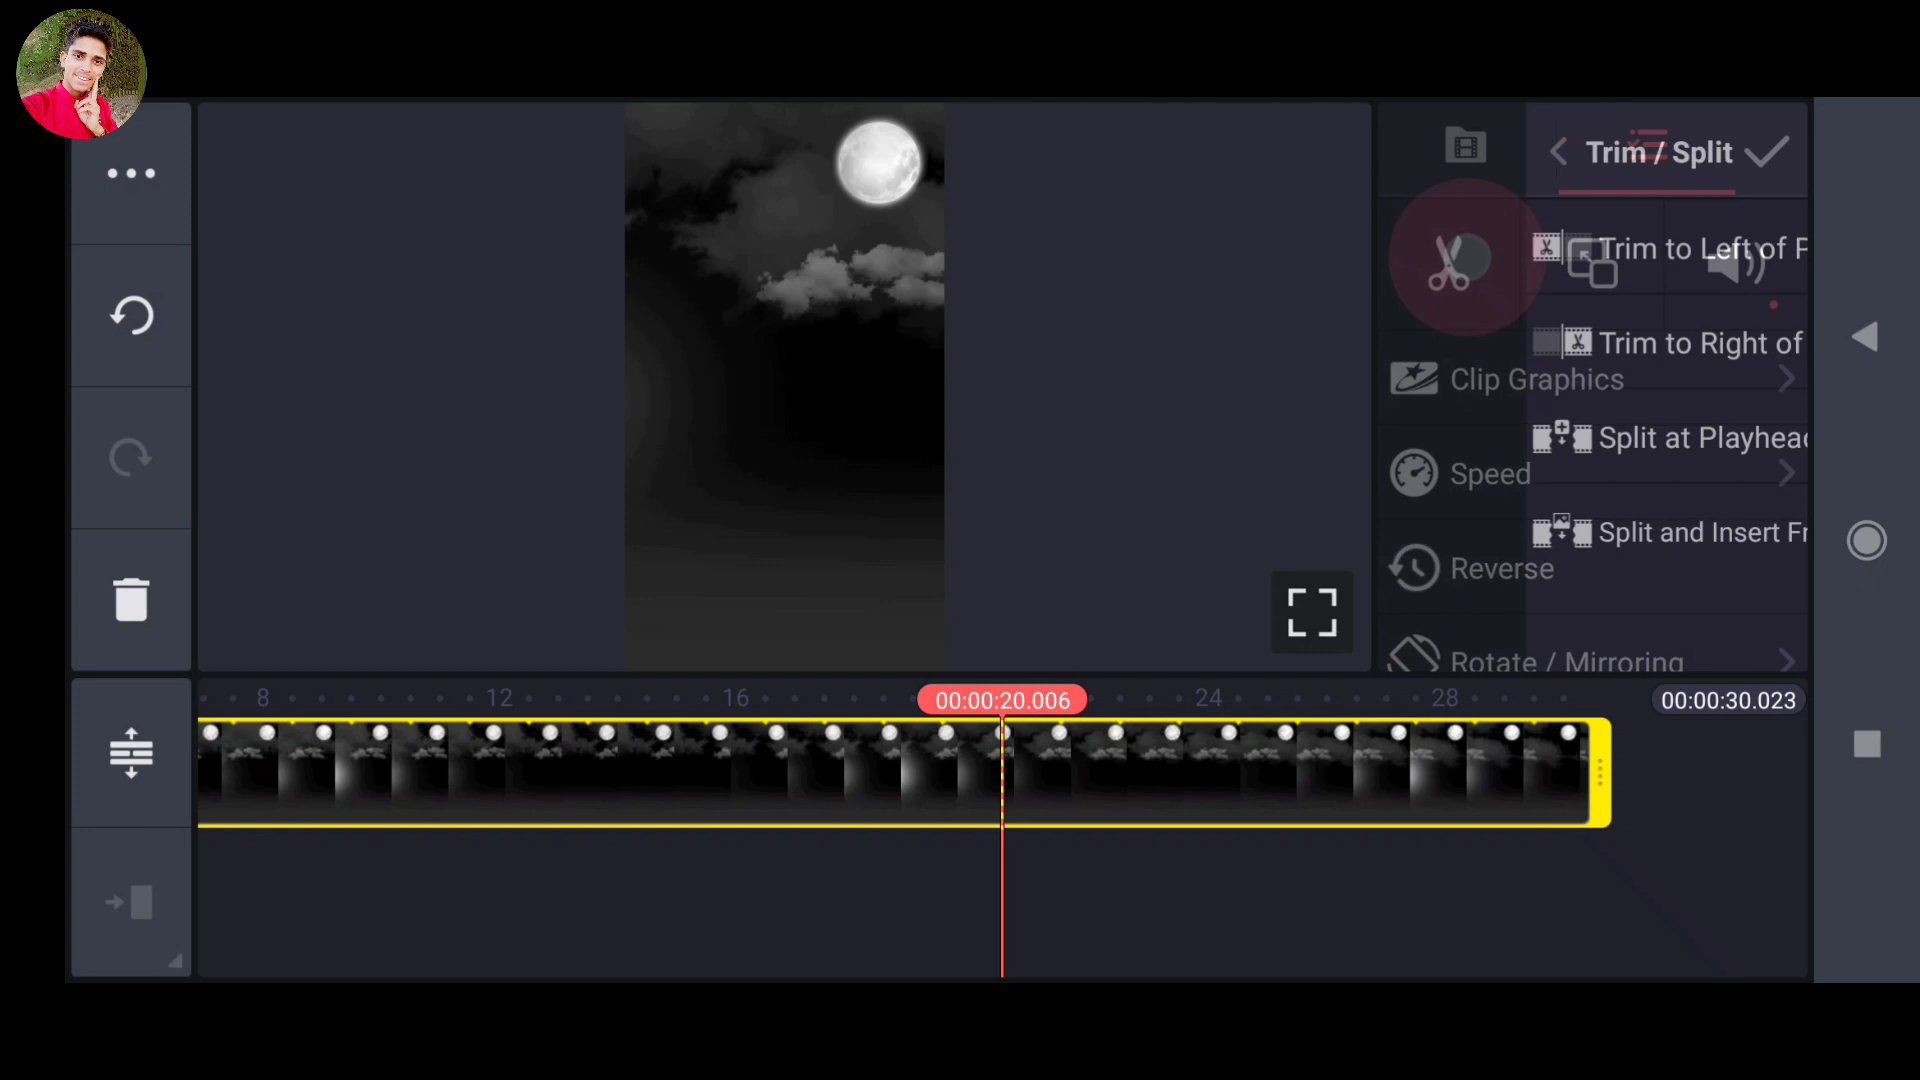 Trim / Split
Trim to Left of P
Trim to Right of
Clip Graphics
Split at Playhead
Speed
Split and Insert Fr
Reverse
Rotate / Mirroring
8 12 16 00:00:20.006 24 28 00:00:30.023